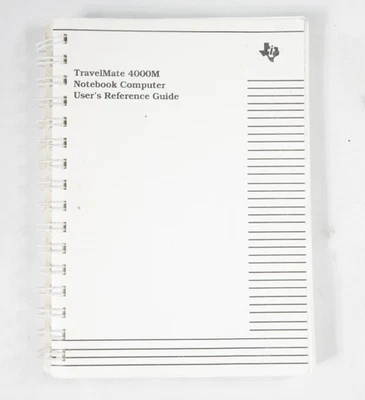 TravelMate 4000M
Notebook Computer
User's Reference Guide